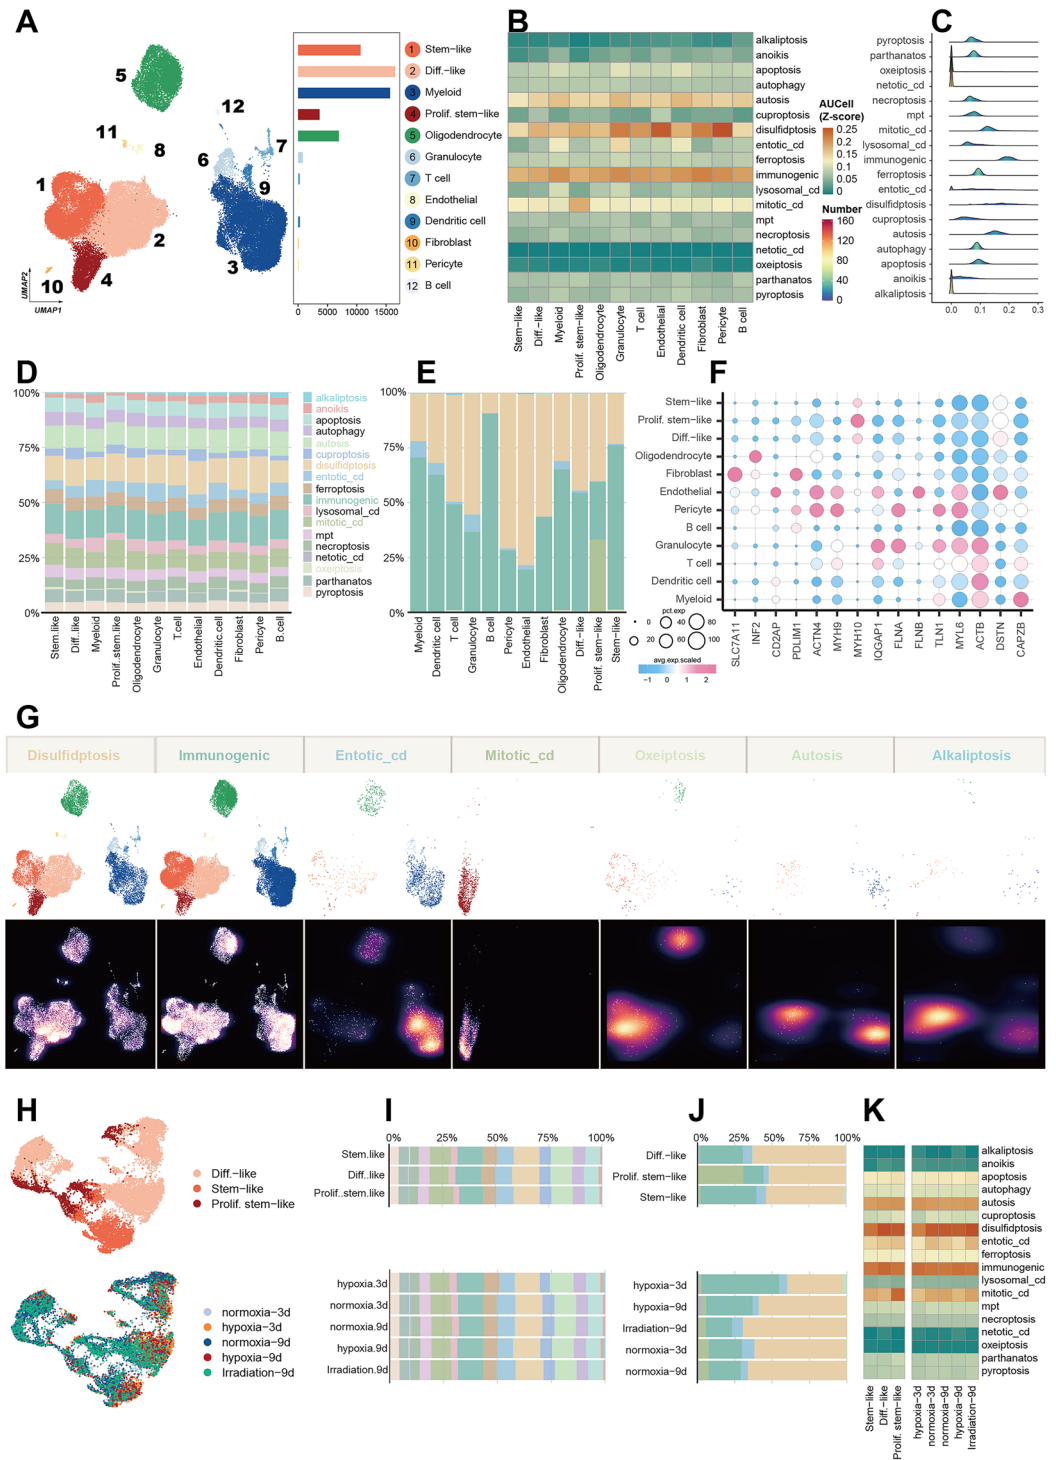 A
5
12
11
8
7
6
1
9
2
3
4
10
UMAP2
UMAP1
1 Stem-like
2 Diff.-like
3 Myeloid
4 Prolif. stem-like
5 Oligodendrocyte
6 Granulocyte
7 T cell
8 Endothelial
9 Dendritic cell
10 Fibroblast
11 Pericyte
12 B cell
0 5000 10000 15000
B
alkaliptosis
anoikis
apoptosis
autophagy
autosis
cuproptosis
disulfidptosis
entotic_cd
ferroptosis
immunogenic
lysosomal_cd
mitotic_cd
mpt
necroptosis
netotic_cd
oxeiptosis
parthanatos
pyroptosis
Stem-like
Diff.-like
Myeloid
Prolif. stem-like
Oligodendrocyte
Granulocyte
T cell
Endothelial
Dendritic cell
Fibroblast
Pericyte
B cell
AUCell
(Z-score)
0.25
0.2
0.15
0.1
0.05
0
Number
160
120
80
40
0
C
pyroptosis
parthanatos
oxeiptosis
netotic_cd
necroptosis
mpt
mitotic_cd
lysosomal_cd
immunogenic
ferroptosis
entotic_cd
disulfidptosis
cuproptosis
autosis
autophagy
apoptosis
anoikis
alkaliptosis
0.0 0.1 0.2 0.3
D
100%
75%
50%
25%
0%
Stem.like
Diff..like
Myeloid
Prolif..stem.like
Oligodendrocyte
Granulocyte
T.cell
Endothelial
Dendritic.cell
Fibroblast
Pericyte
B.cell
alkaliptosis
anoikis
apoptosis
autophagy
autosis
cuproptosis
disulfidptosis
entotic_cd
ferroptosis
immunogenic
lysosomal_cd
mitotic_cd
mpt
necroptosis
netotic_cd
oxeiptosis
parthanatos
pyroptosis
E
100%
75%
50%
25%
0%
Myeloid
Dendritic cell
T cell
Granulocyte
B cell
Pericyte
Endothelial
Fibroblast
Oligodendrocyte
Diff.-like
Prolif. stem-like
Stem-like
F
Stem-like
Prolif. stem-like
Diff.-like
Oligodendrocyte
Fibroblast
Endothelial
Pericyte
B cell
Granulocyte
T cell
Dendritic cell
Myeloid
SLC7A11
INF2
CD2AP
PDLIM1
ACTN4
MYH9
MYH10
IQGAP1
FLNA
FLNB
TLN1
MYL6
ACTB
DSTN
CAPZB
pct.exp
0 40 80
20 60 100
avg.exp.scaled
-1 0 1 2
G
Disulfidptosis Immunogenic Entotic_cd Mitotic_cd Oxeiptosis Autosis Alkaliptosis
H
Diff.-like
Stem-like
Prolif. stem-like
normoxia-3d
hypoxia-3d
normoxia-9d
hypoxia-9d
Irradiation-9d
I
0% 25% 50% 75% 100%
Stem.like
Diff..like
Prolif..stem.like
hypoxia.3d
normoxia.3d
normoxia.9d
hypoxia.9d
Irradiation.9d
J
0% 25% 50% 75% 100%
Diff.-like
Prolif. stem-like
Stem-like
hypoxia-3d
hypoxia-9d
Irradiation-9d
normoxia-3d
normoxia-9d
K
alkaliptosis
anoikis
apoptosis
autophagy
autosis
cuproptosis
disulfidptosis
entotic_cd
ferroptosis
immunogenic
lysosomal_cd
mitotic_cd
mpt
necroptosis
netotic_cd
oxeiptosis
parthanatos
pyroptosis
Stem-like
Diff.-like
Prolif. stem-like
hypoxia-3d
normoxia-3d
normoxia-9d
hypoxia-9d
Irradiation-9d